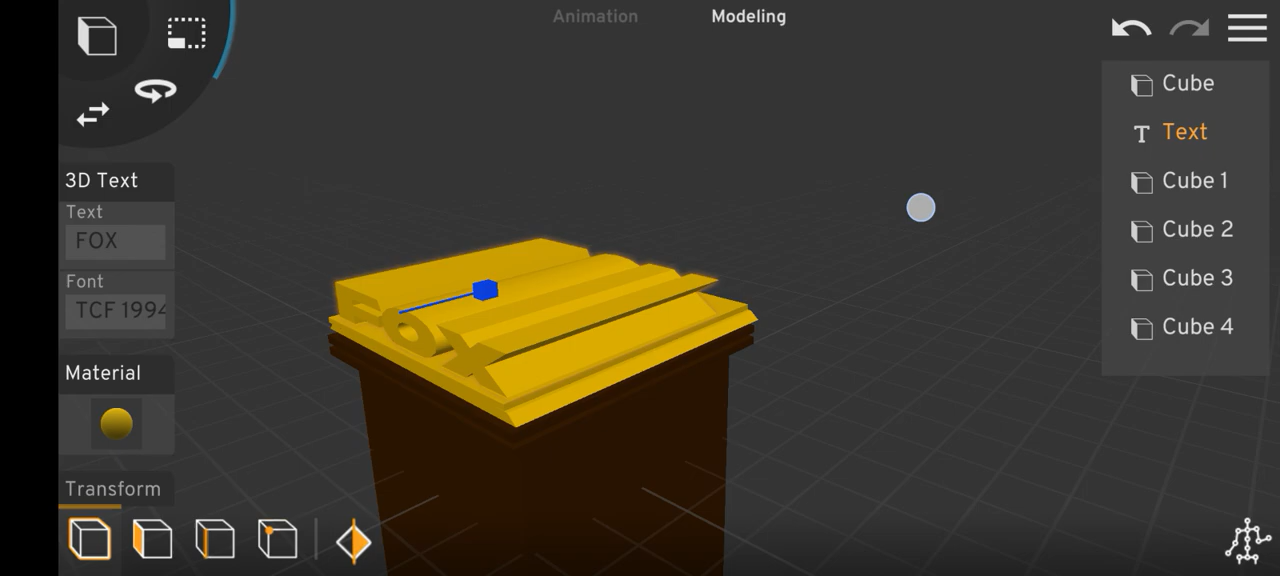 Animation
Modeling
3D Text
Text
FOX
Font
TCF 1994
Material
Transform
Cube
Text
Cube 1
Cube 2
Cube 3
Cube 4
FOX